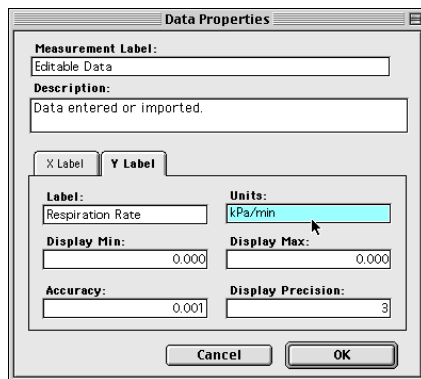 Data Properties
Measurement Label:
Editable Data
Description:
Data entered or imported.
X Label Y Label
Label: Units:
Respiration Rate kPa/min
Display Min: Display Max:
0.000 0.000
Accuracy: Display Precision:
0.001 3
Cancel OK